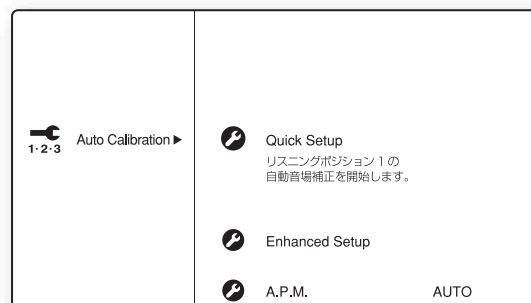 1·2·3
Auto Calibration ▶
Quick Setup
リスニングポジション 1 の
自動音場補正を開始します。
Enhanced Setup
A.P.M. AUTO